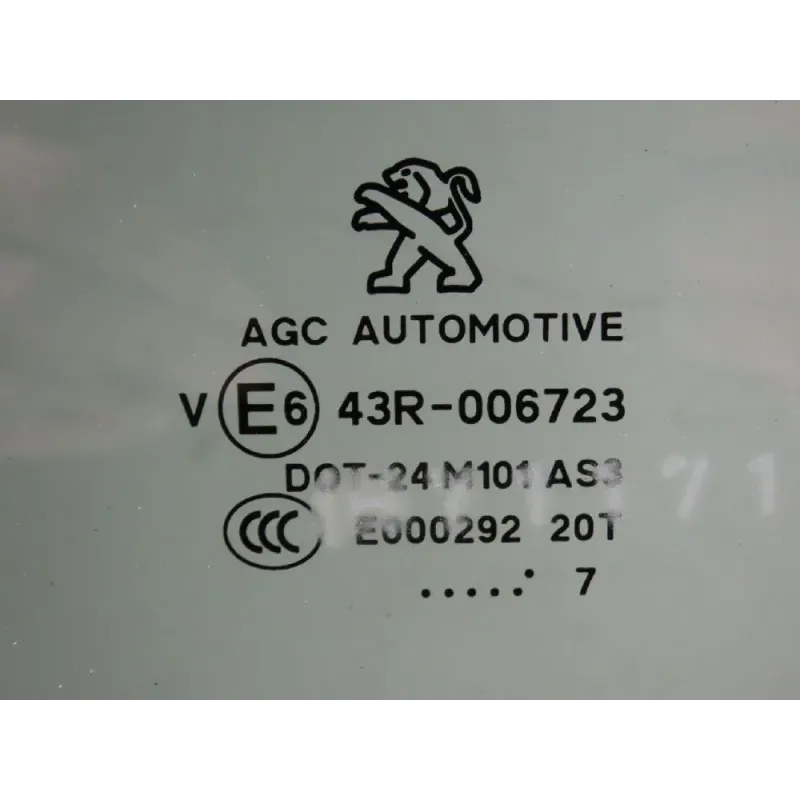 AGC AUTOMOTIVE
V E6 43R-006723
DOT-24 M101 AS3
CCC E000292 20T
......7